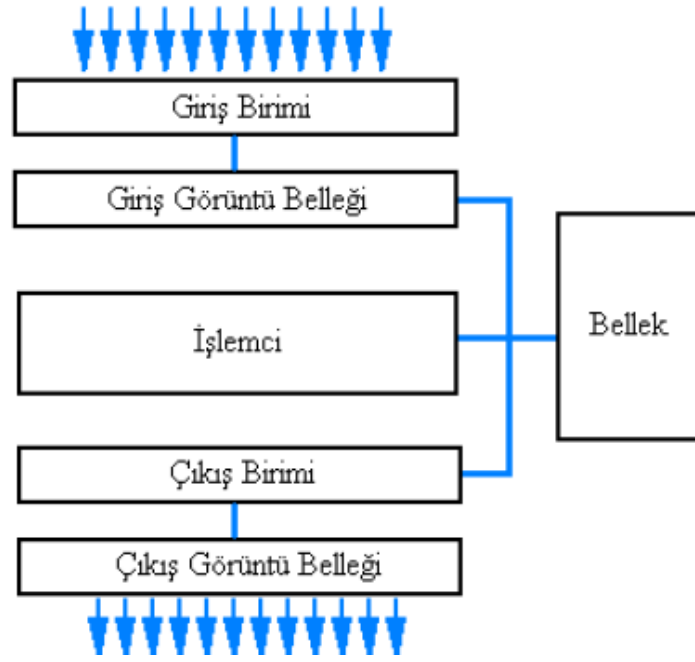 Giriş Birimi
Giriş Görüntü Belleği
İşlemci
Bellek
Çıkış Birimi
Çıkış Görüntü Belleği